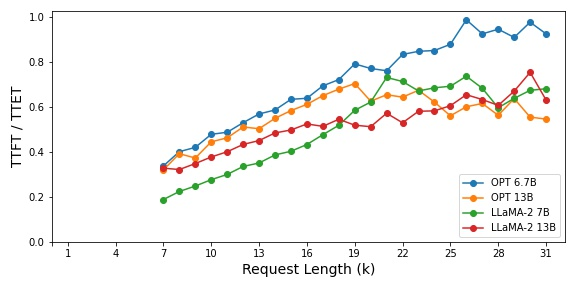 TTFT / TTET
1.0
0.8
0.6
0.4
0.2
0.0
1 4 7 10 13 16 19 22 25 28 31
Request Length (k)
OPT 6.7B
OPT 13B
LLaMA-2 7B
LLaMA-2 13B